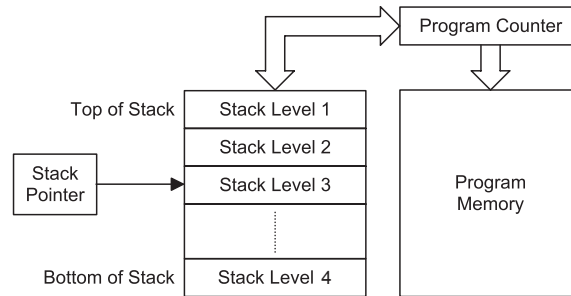 Program Counter
Top of Stack
Stack Level 1
Stack Level 2
Stack
Pointer
Stack Level 3
Program
Memory
Bottom of Stack
Stack Level 4